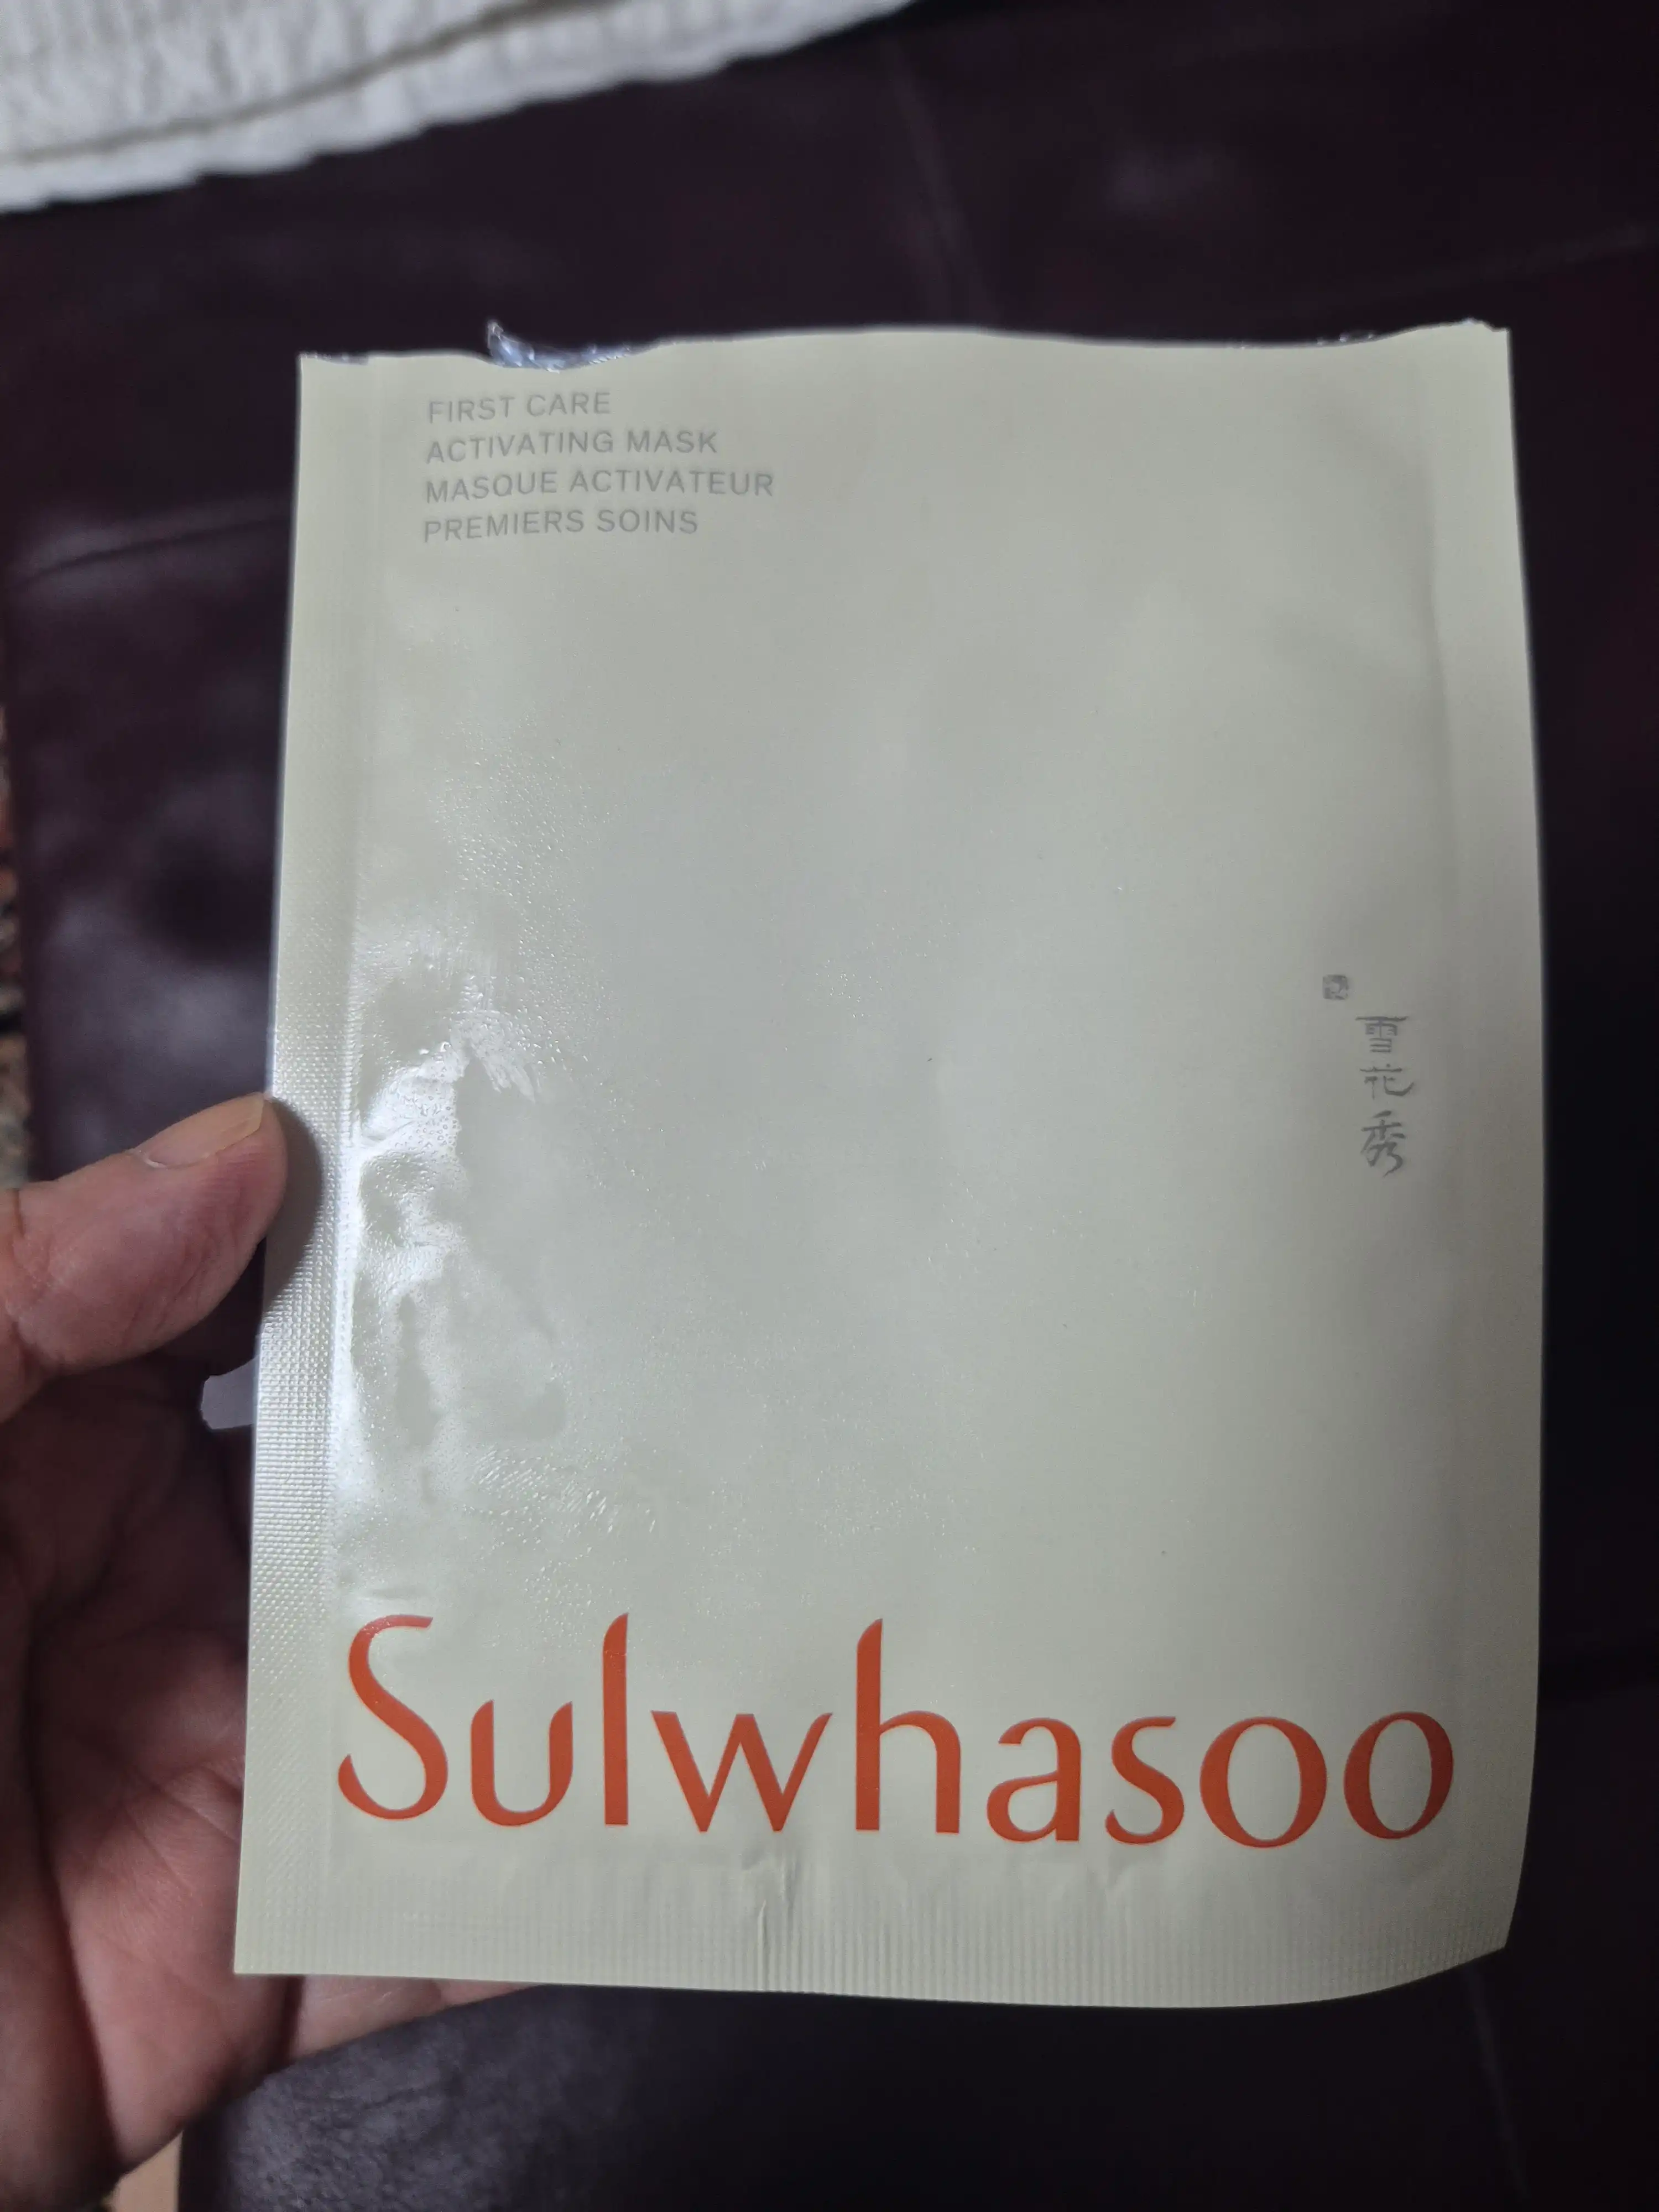 FIRST CARE
ACTIVATING MASK
MASQUE ACTIVATEUR
PREMIERS SOINS
雪花秀
Sulwhasoo